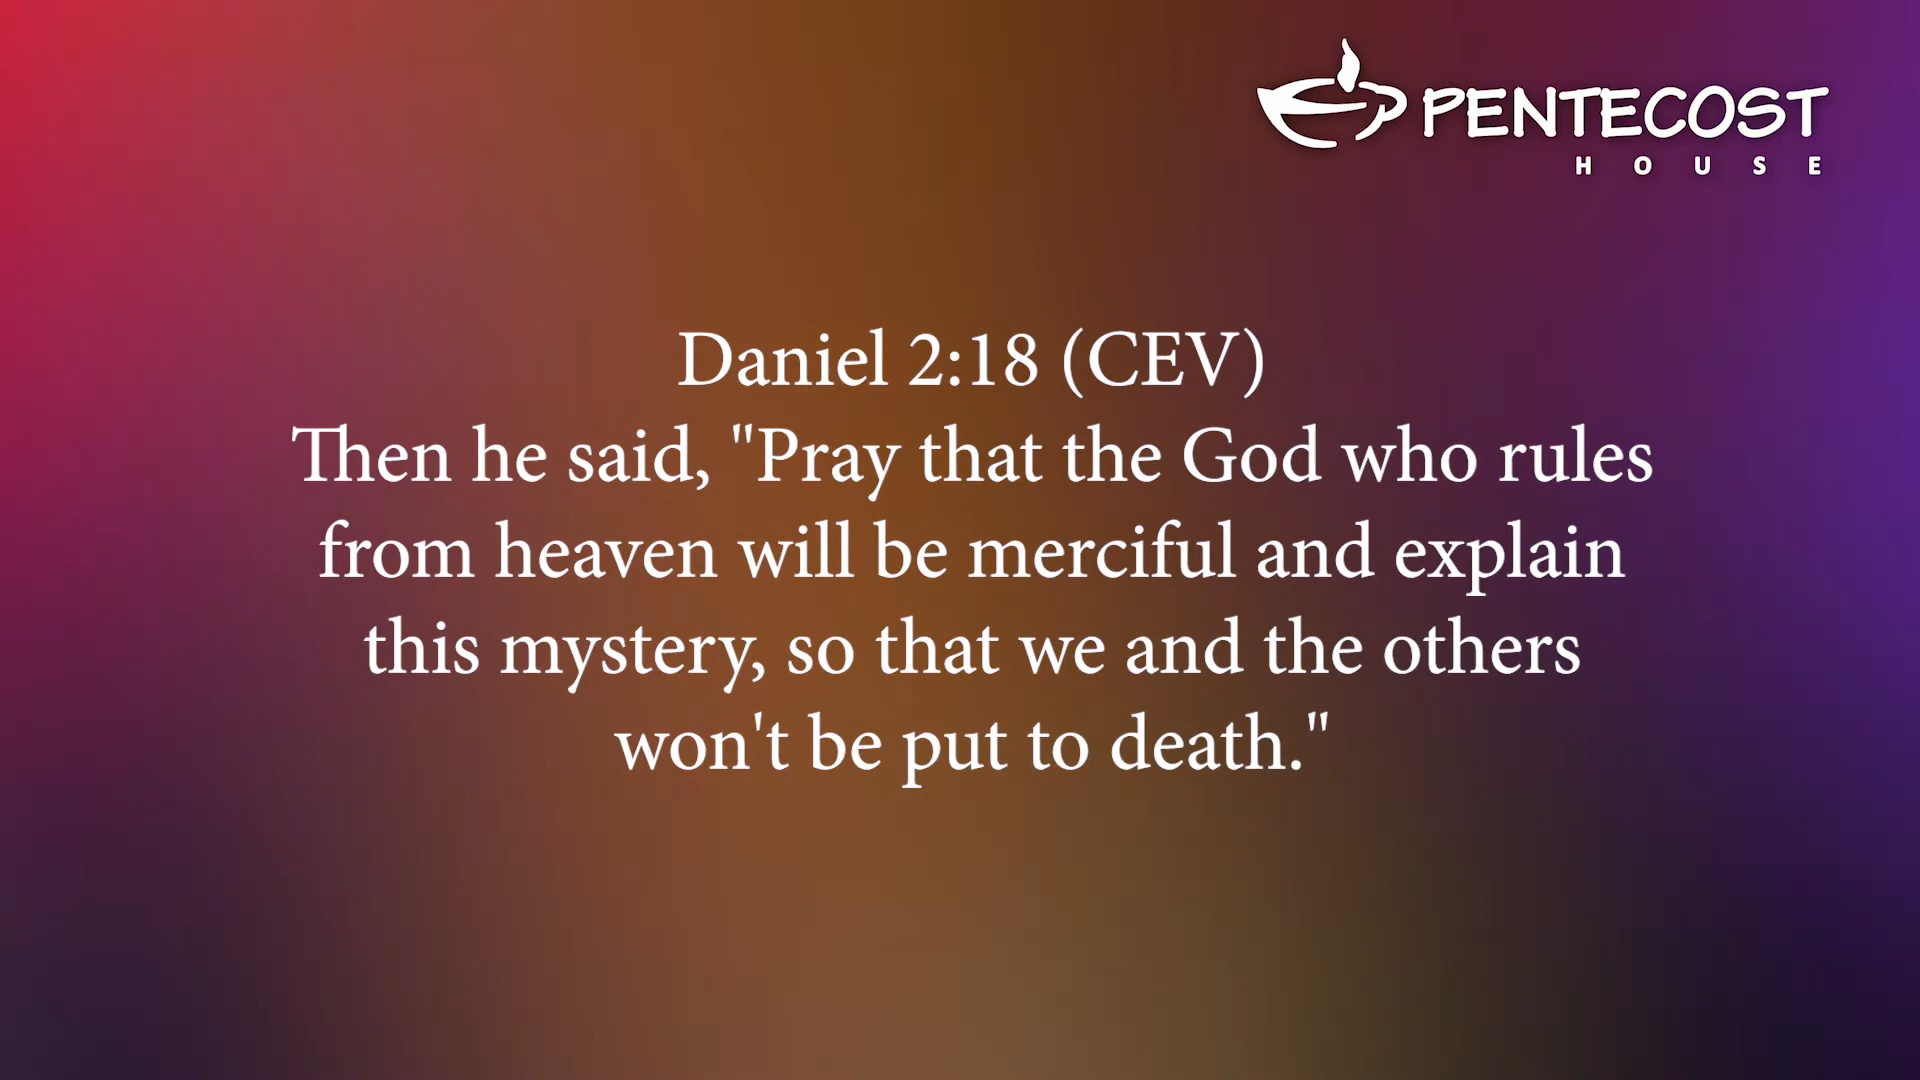 PENTECOST
HOUSE
Daniel 2:18 (CEV)
Then he said, "Pray that the God who rules
from heaven will be merciful and explain
this mystery, so that we and the others
won't be put to death."